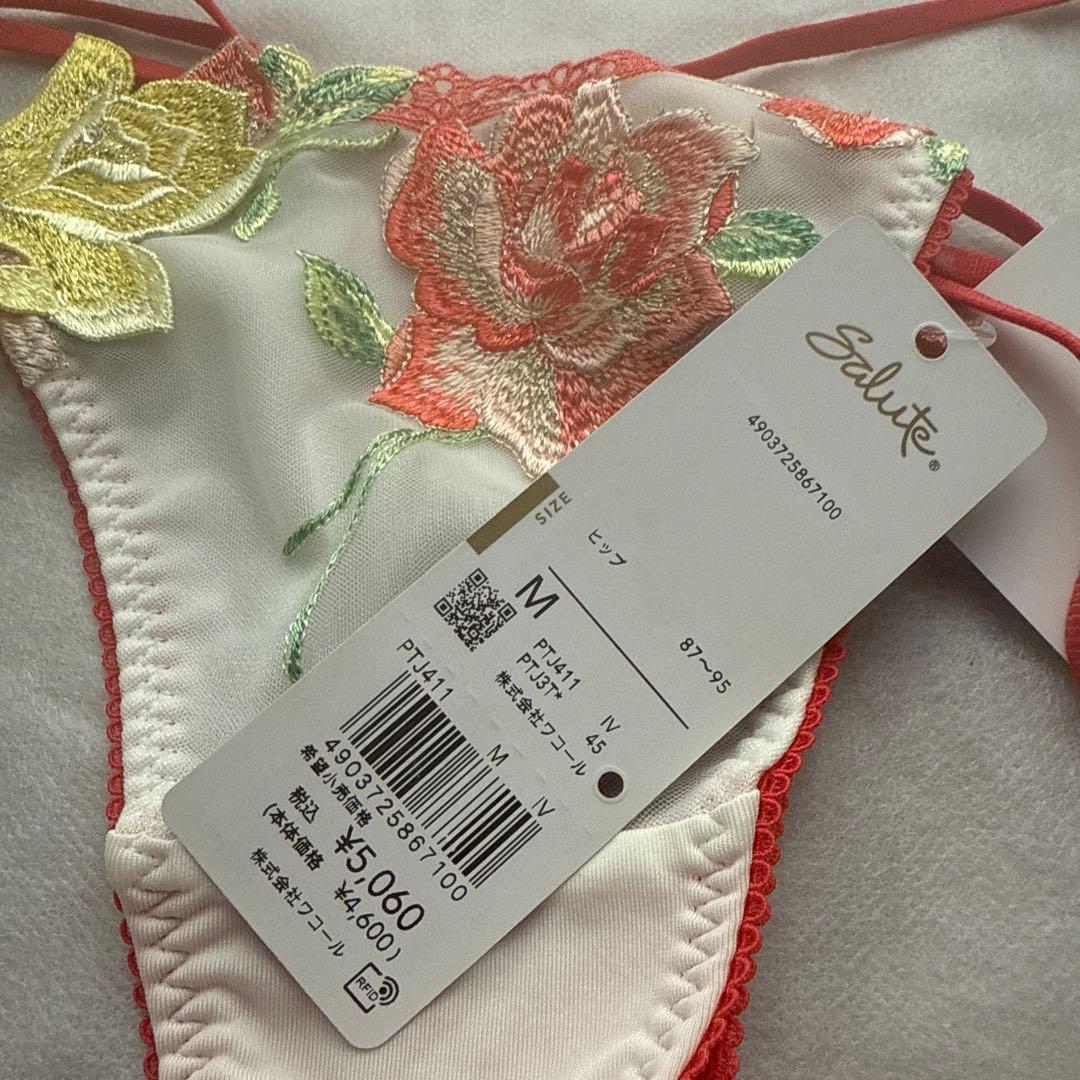 Salute®
4903725867100
SIZE
ヒップ
87〜95
M
PTJ411 IV
PTJ3T* 45
株式会社ワコール
PTJ411 M IV
4903725867100
希望小売価格
税込 ¥5,060
(本体価格 ¥4,600)
株式会社ワコール
RFID